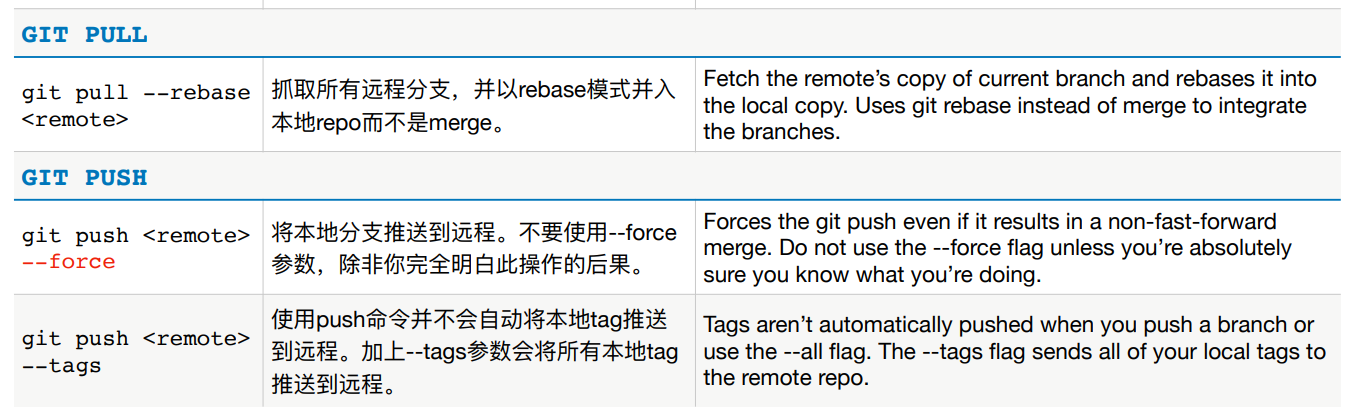 GIT PULL
git pull --rebase
<remote>
抓取所有远程分支，并以rebase模式并入
本地repo而不是merge。
Fetch the remote’s copy of current branch and rebases it into
the local copy. Uses git rebase instead of merge to integrate
the branches.
GIT PUSH
git push <remote>
--force
将本地分支推送到远程。不要使用--force
参数，除非你完全明白此操作的后果。
Forces the git push even if it results in a non-fast-forward
merge. Do not use the --force flag unless you’re absolutely
sure you know what you’re doing.
git push <remote>
--tags
使用push命令并不会自动将本地tag推送
到远程。加上--tags参数会将所有本地tag
推送到远程。
Tags aren’t automatically pushed when you push a branch or
use the --all flag. The --tags flag sends all of your local tags to
the remote repo.